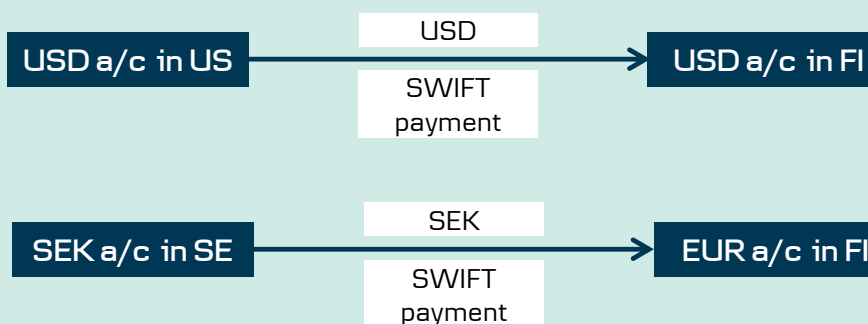 USD
USD a/c in US
USD a/c in FI
SWIFT
payment
SEK
SEK a/c in SE
EUR a/c in FI
SWIFT
payment